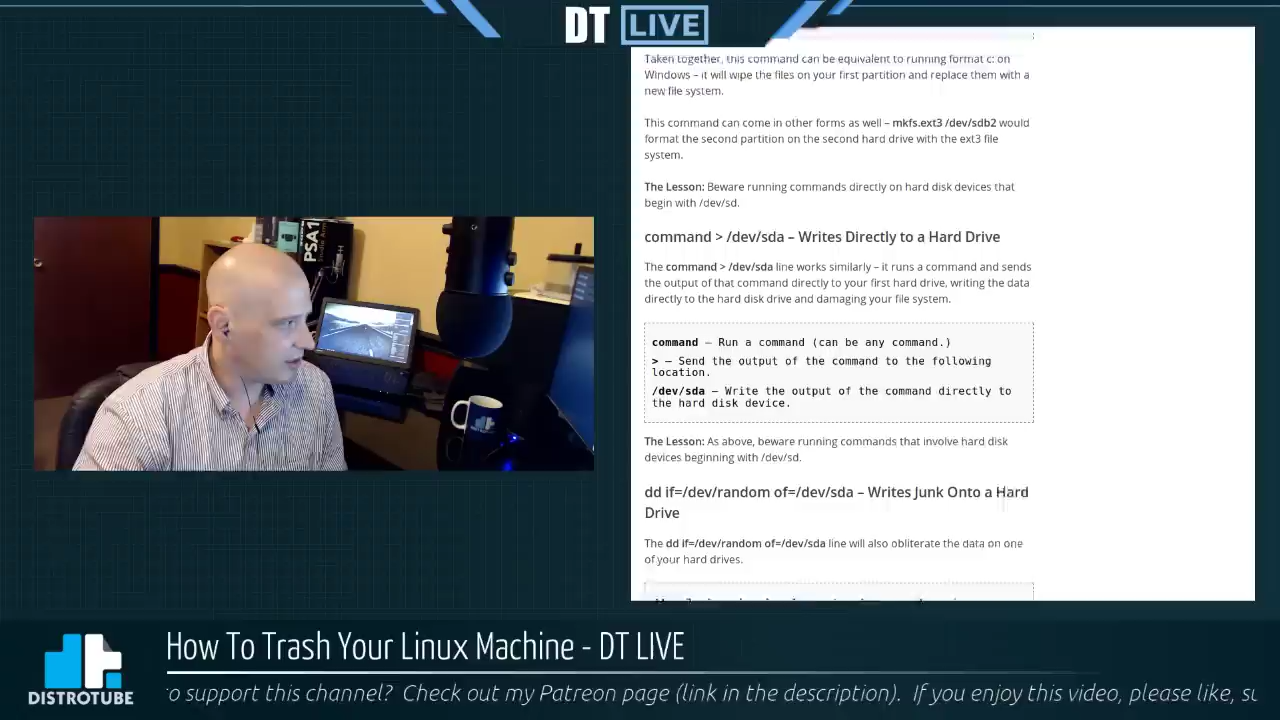 DT LIVE
Taken together, this command can be equivalent to running format c: on
Windows – it will wipe the files on your first partition and replace them with a
new file system.
This command can come in other forms as well – mkfs.ext3 /dev/sdb2 would
format the second partition on the second hard drive with the ext3 file
system.
The Lesson: Beware running commands directly on hard disk devices that
begin with /dev/sd.
command > /dev/sda – Writes Directly to a Hard Drive
The command > /dev/sda line works similarly – it runs a command and sends
the output of that command directly to your first hard drive, writing the data
directly to the hard disk drive and damaging your file system.
command – Run a command (can be any command.)
> – Send the output of the command to the following
location.
/dev/sda – Write the output of the command directly to
the hard disk device.
The Lesson: As above, beware running commands that involve hard disk
devices beginning with /dev/sd.
dd if=/dev/random of=/dev/sda – Writes Junk Onto a Hard
Drive
The dd if=/dev/random of=/dev/sda line will also obliterate the data on one
of your hard drives.
PSA1
Studio Arm
How To Trash Your Linux Machine - DT LIVE
DISTROTUBE
to support this channel? Check out my Patreon page (link in the description). If you enjoy this video, please like, su